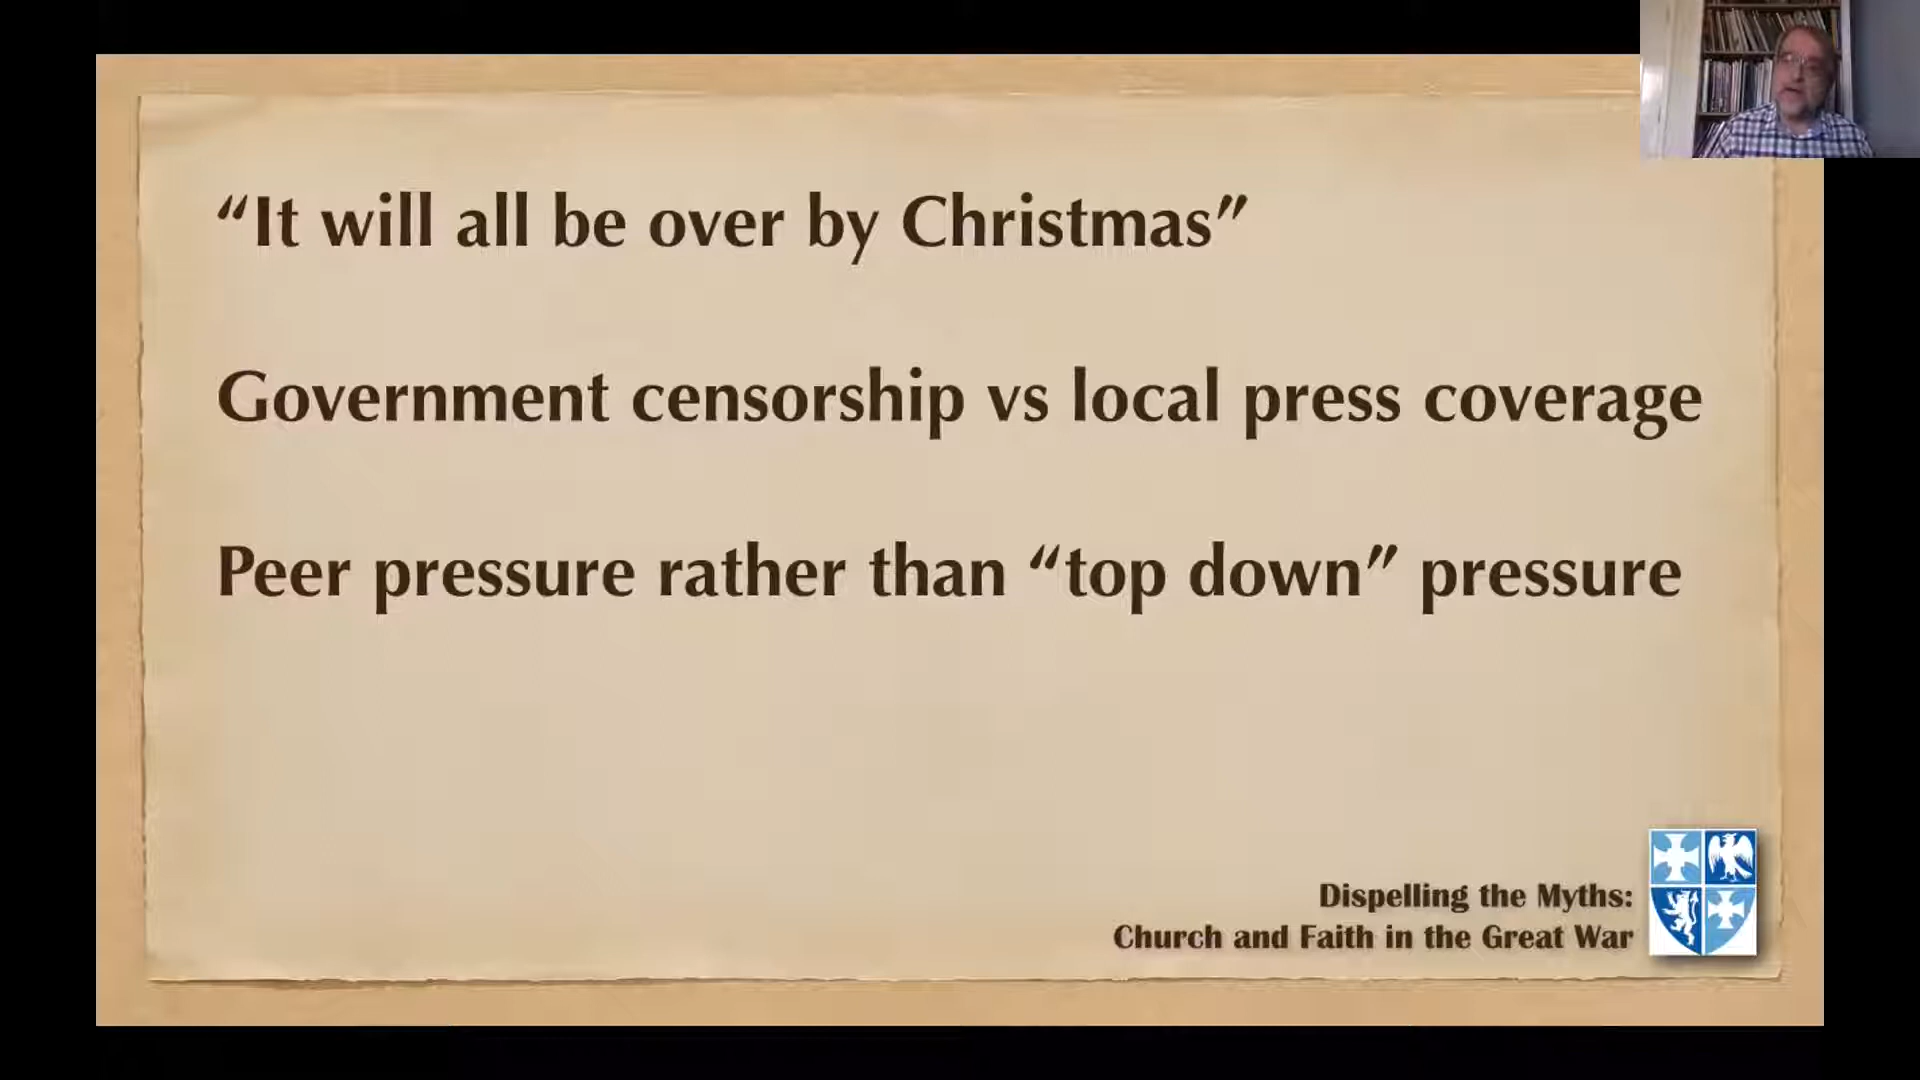 “It will all be over by Christmas”
Government censorship vs local press coverage
Peer pressure rather than “top down” pressure
Dispelling the Myths:
Church and Faith in the Great War